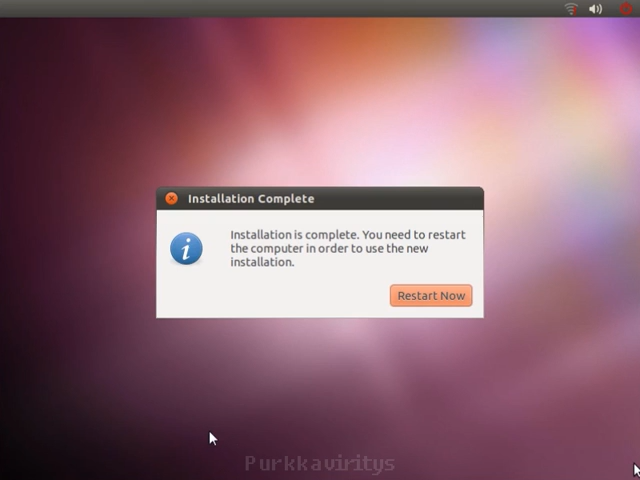 Installation Complete
Installation is complete. You need to restart
the computer in order to use the new
installation.
Restart Now
Purkkaviritys